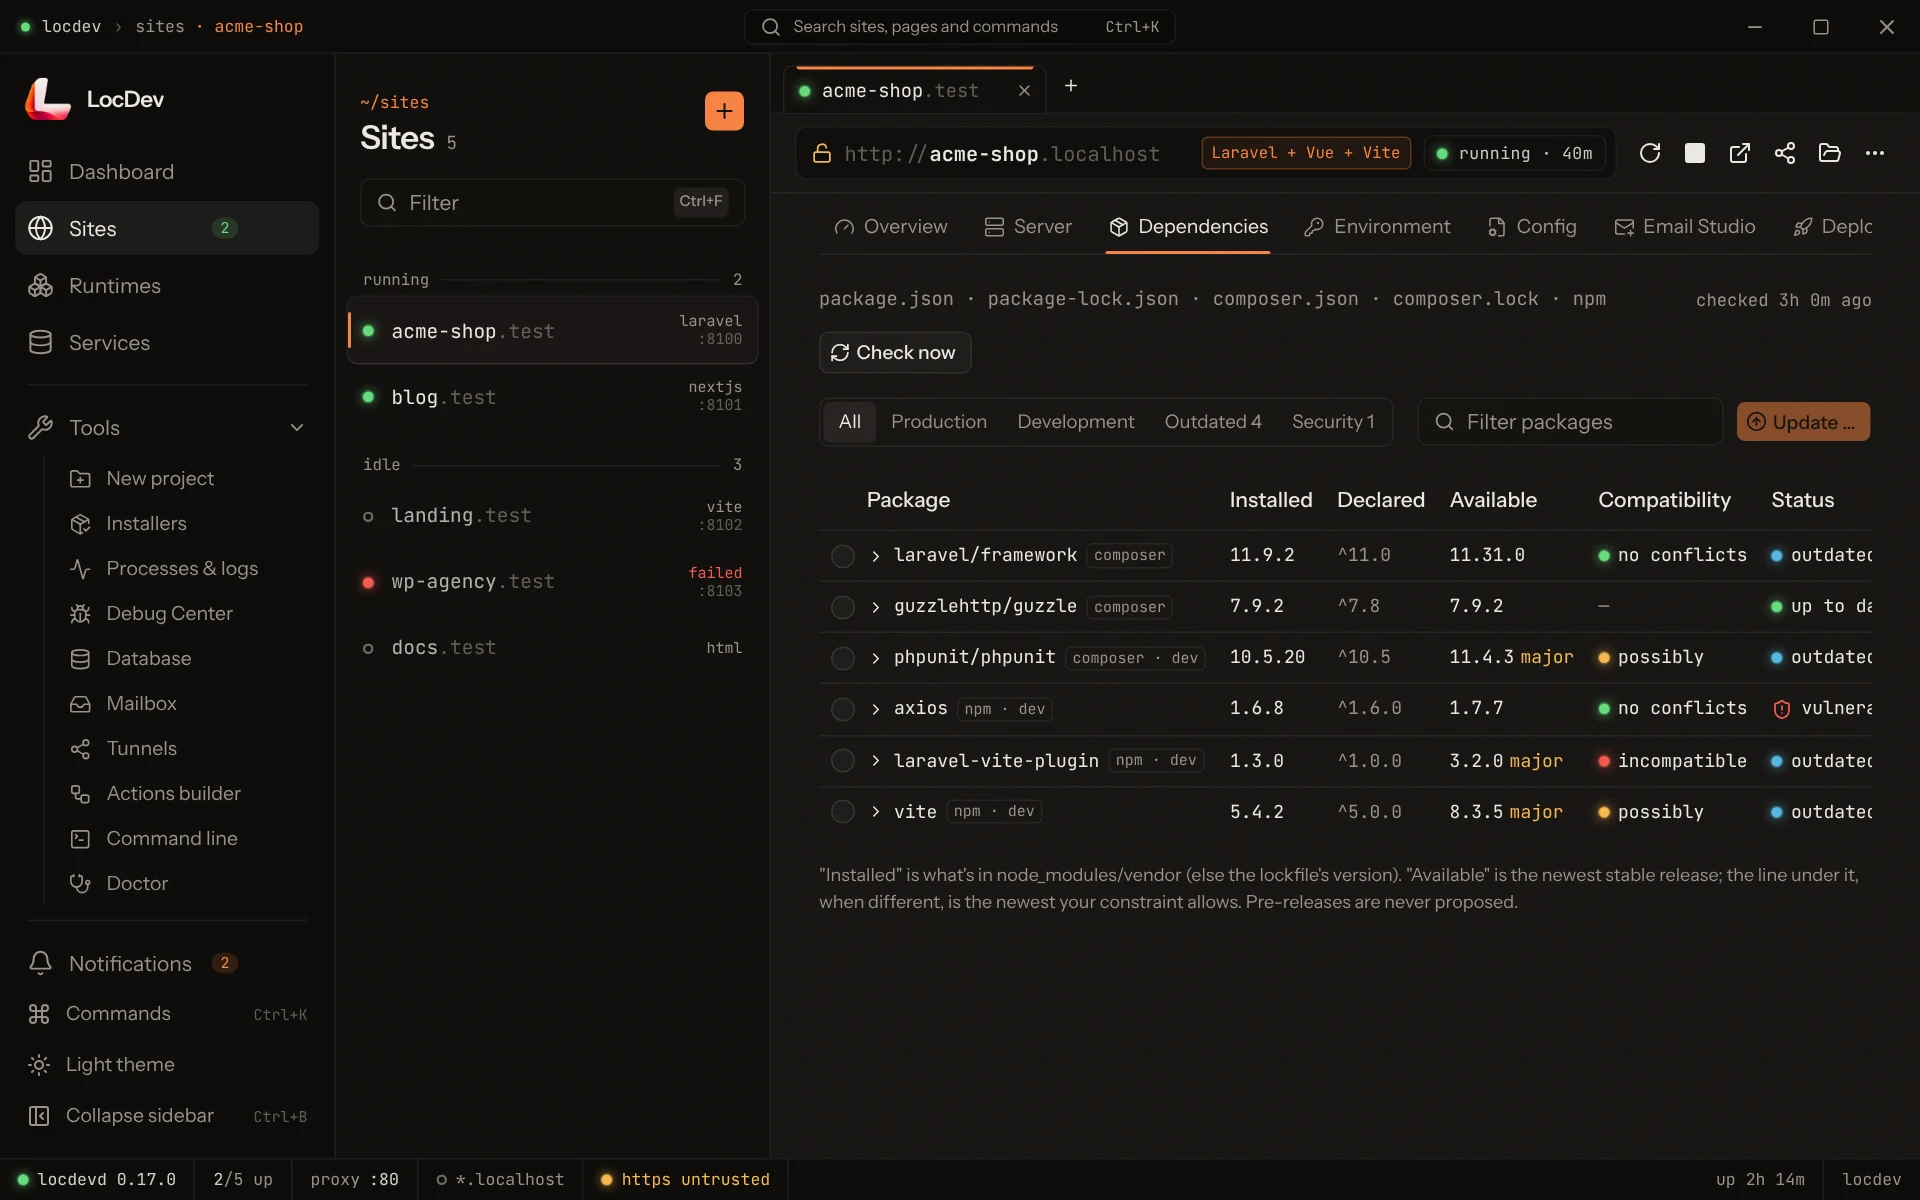 locdev › sites · acme-shop
Search sites, pages and commands Ctrl+K
LocDev
Dashboard
Sites 2
Runtimes
Services
Tools
New project
Installers
Processes & logs
Debug Center
Database
Mailbox
Tunnels
Actions builder
Command line
Doctor
Notifications 2
Commands Ctrl+K
Light theme
Collapse sidebar Ctrl+B
~/sites
Sites 5
Filter Ctrl+F
running 2
acme-shop.test laravel :8100
blog.test nextjs :8101
idle 3
landing.test vite :8102
wp-agency.test failed :8103
docs.test html
acme-shop.test
http://acme-shop.localhost Laravel + Vue + Vite running · 40m
Overview Server Dependencies Environment Config Email Studio Deplo
package.json · package-lock.json · composer.json · composer.lock · npm checked 3h 0m ago
Check now
All Production Development Outdated 4 Security 1 Filter packages Update ...
Package Installed Declared Available Compatibility Status
laravel/framework composer 11.9.2 ^11.0 11.31.0 no conflicts outdated
guzzlehttp/guzzle composer 7.9.2 ^7.8 7.9.2 — up to da
phpunit/phpunit composer · dev 10.5.20 ^10.5 11.4.3 major possibly outdated
axios npm · dev 1.6.8 ^1.6.0 1.7.7 no conflicts vulnera
laravel-vite-plugin npm · dev 1.3.0 ^1.0.0 3.2.0 major incompatible outdated
vite npm · dev 5.4.2 ^5.0.0 8.3.5 major possibly outdated
"Installed" is what's in node_modules/vendor (else the lockfile's version). "Available" is the newest stable release; the line under it,
when different, is the newest your constraint allows. Pre-releases are never proposed.
locdevd 0.17.0 2/5 up proxy :80 *.localhost https untrusted up 2h 14m locdev